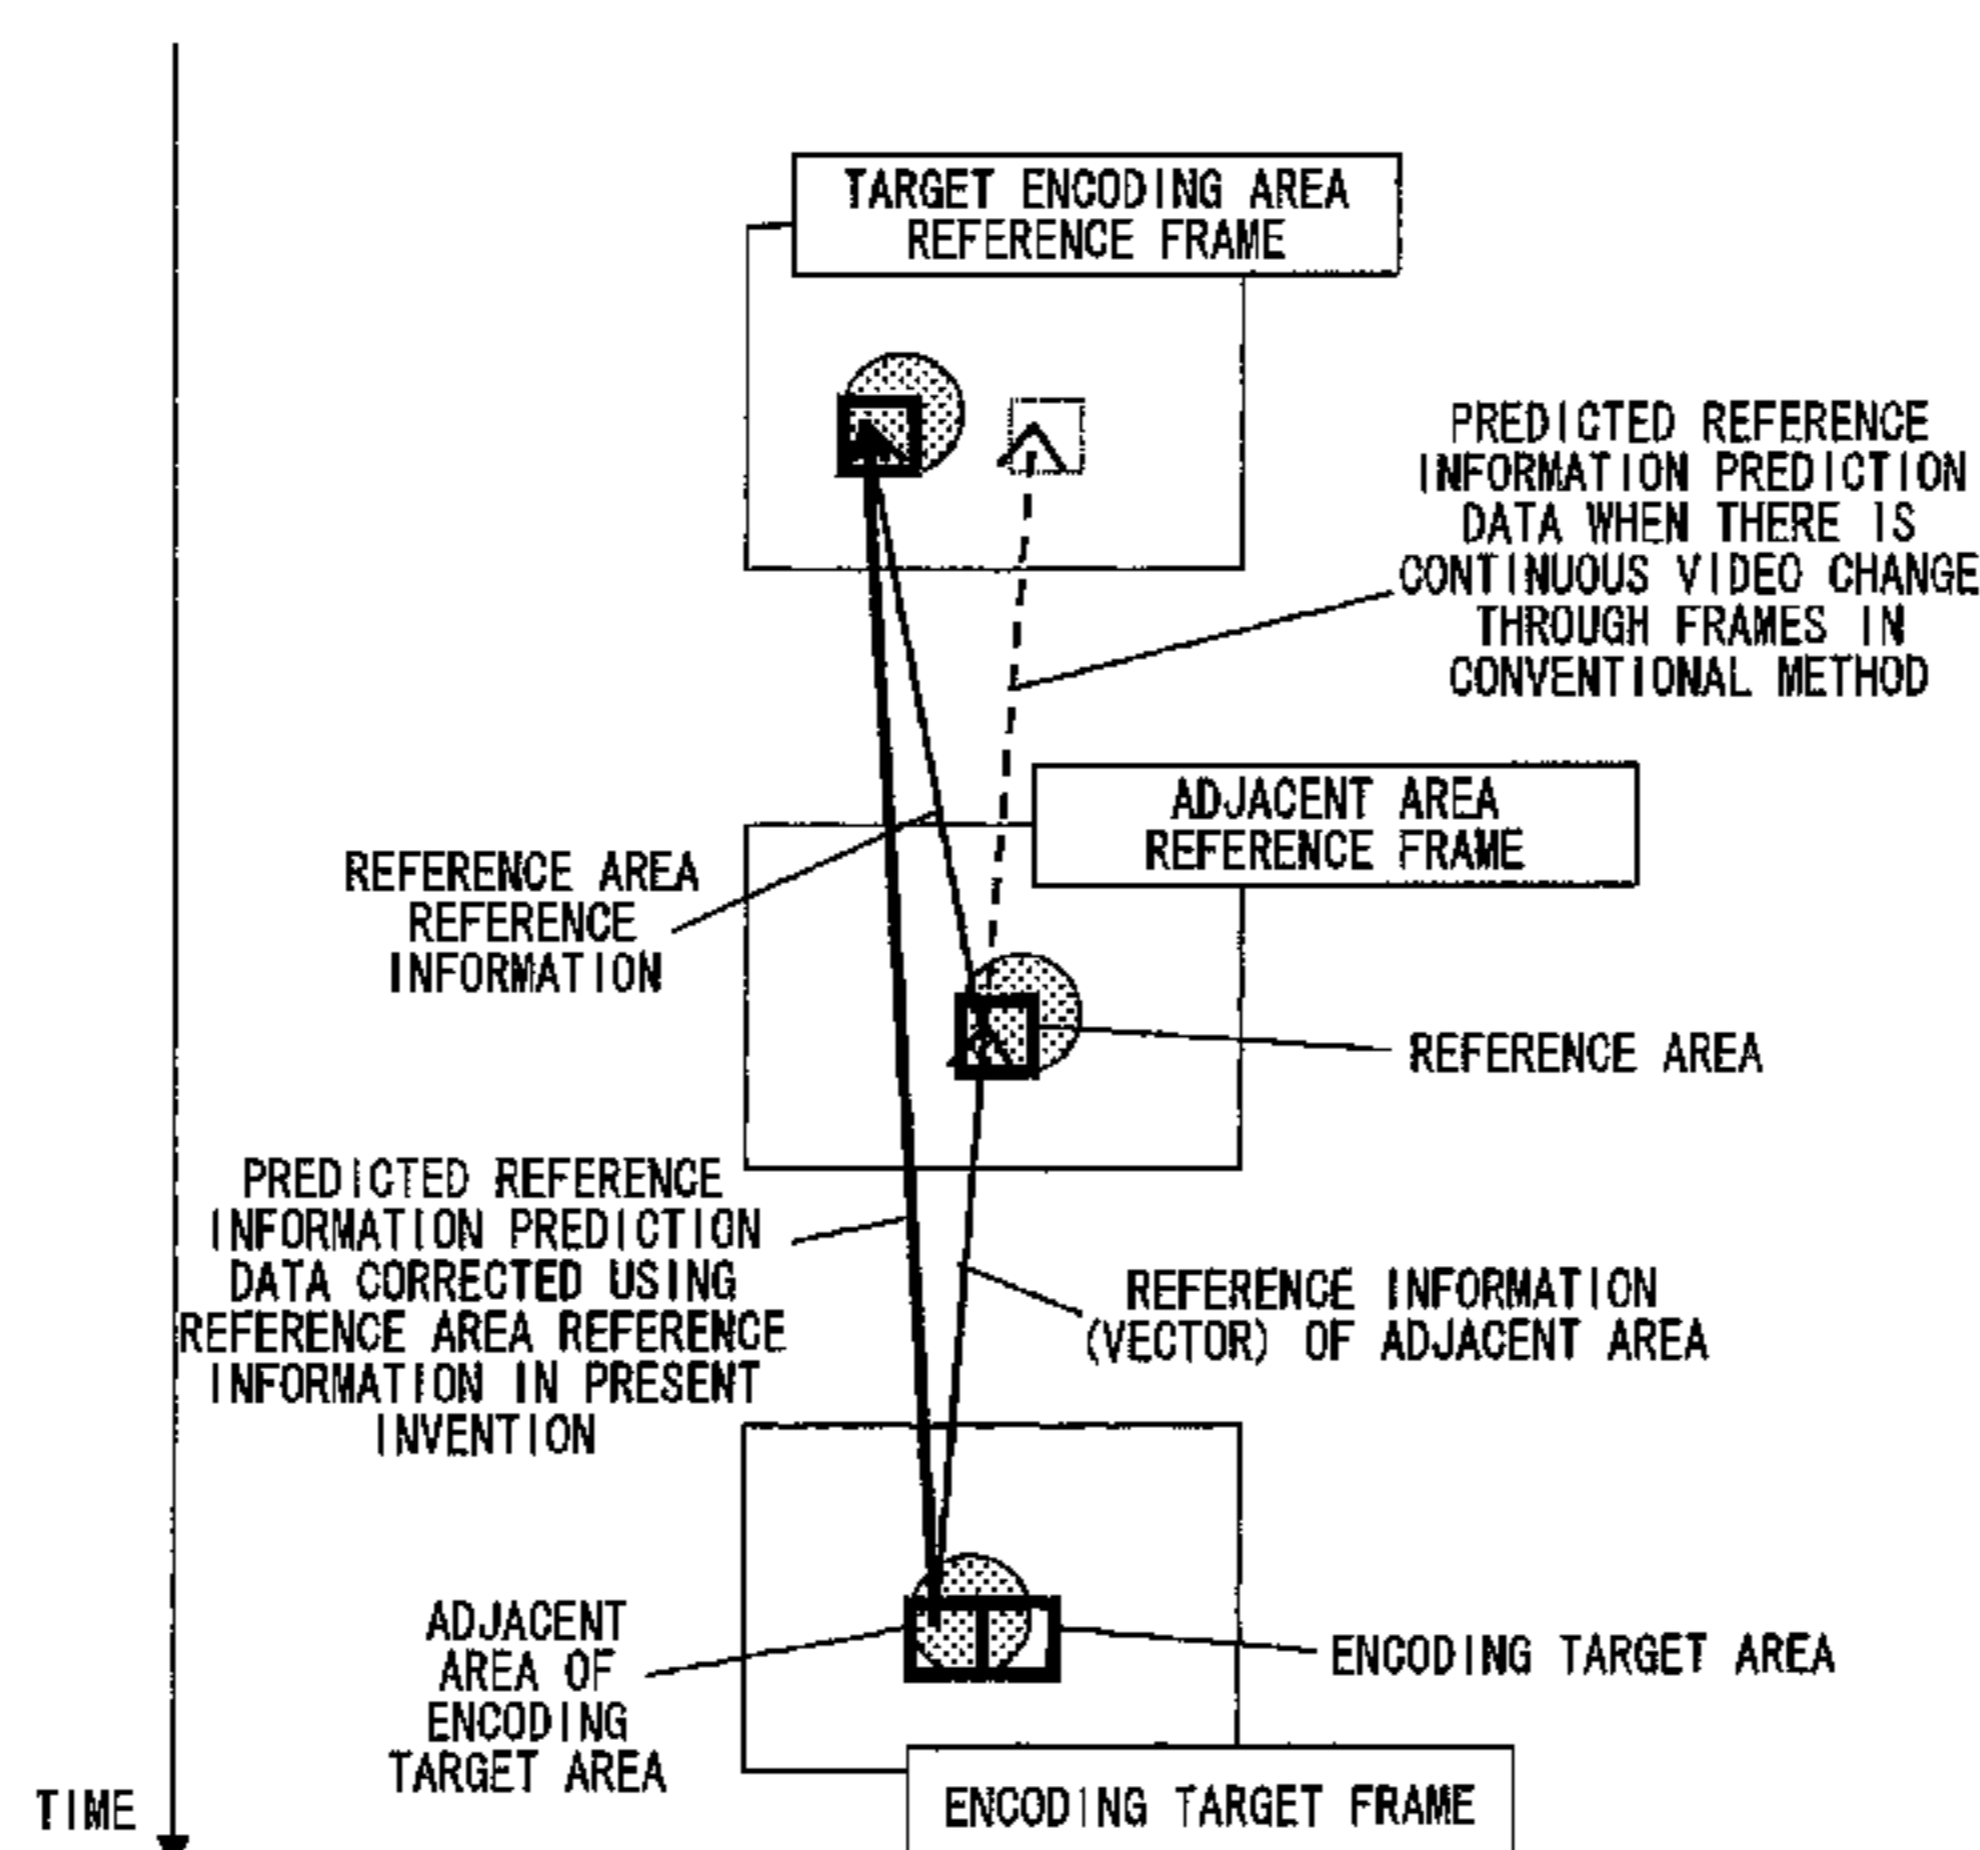 TARGET ENCODING AREA
REFERENCE FRAME
PREDICTED REFERENCE
INFORMATION PREDICTION
DATA WHEN THERE IS
CONTINUOUS VIDEO CHANGE
THROUGH FRAMES IN
CONVENTIONAL METHOD
ADJACENT AREA
REFERENCE FRAME
REFERENCE AREA
REFERENCE
INFORMATION
REFERENCE AREA
PREDICTED REFERENCE
INFORMATION PREDICTION
DATA CORRECTED USING
REFERENCE AREA REFERENCE
INFORMATION IN PRESENT
INVENTION
REFERENCE INFORMATION
(VECTOR) OF ADJACENT AREA
ADJACENT
AREA OF
ENCODING
TARGET AREA
ENCODING TARGET AREA
ENCODING TARGET FRAME
TIME